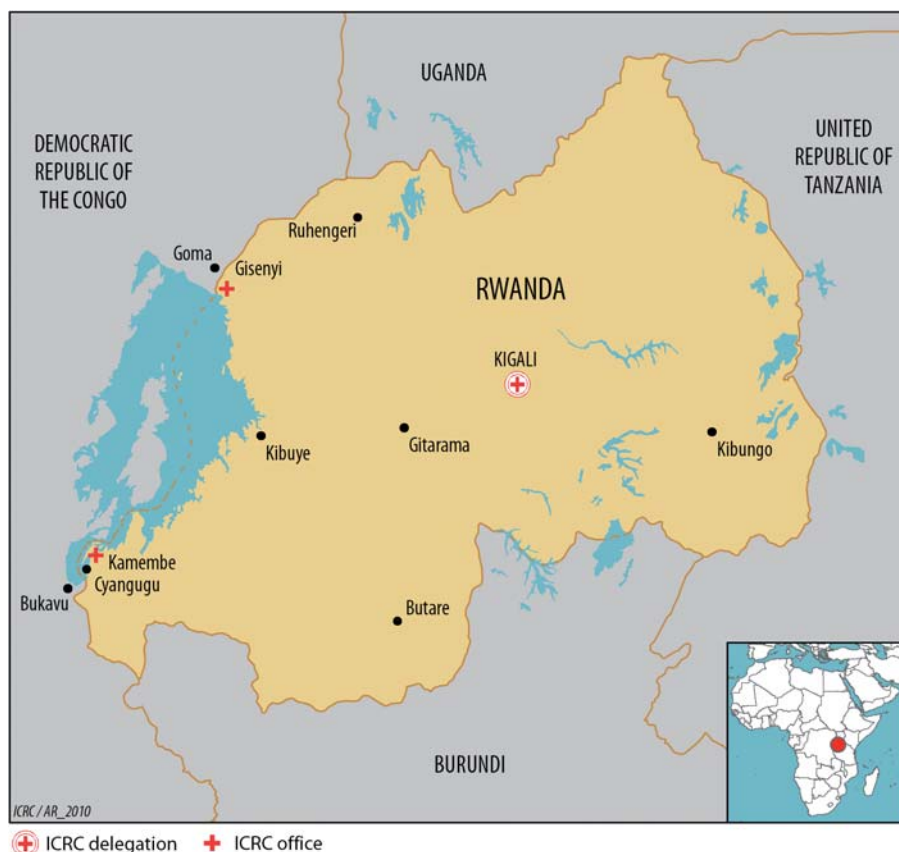 UGANDA
DEMOCRATIC
REPUBLIC OF
THE CONGO
UNITED
REPUBLIC OF
TANZANIA
Ruhengeri
Goma
Gisenyi
RWANDA
KIGALI
Kibuye
Gitarama
Kibungo
Kamembe
Cyangugu
Bukavu
Butare
BURUNDI
ICRC / AR_2010
ICRC delegation
ICRC office